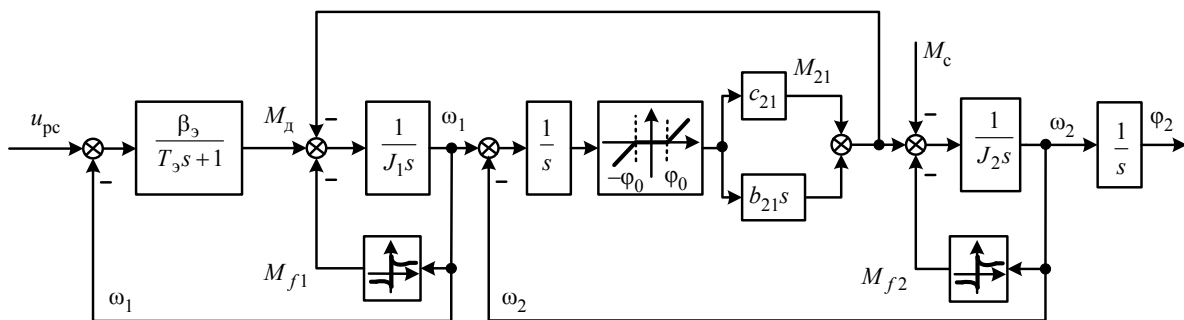 u_рс
–
β_э
T_э s + 1
M_д
–
–
1
J_1 s
ω_1
–
1
s
–φ_0
φ_0
c_21
b_21 s
M_21
M_с
–
–
1
J_2 s
ω_2
1
s
φ_2
M_f1
M_f2
ω_1
ω_2